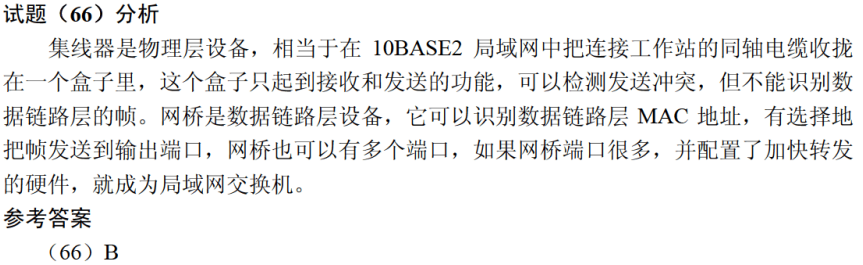 试题（66）分析
集线器是物理层设备，相当于在 10BASE2 局域网中把连接工作站的同轴电缆收拢
在一个盒子里，这个盒子只起到接收和发送的功能，可以检测发送冲突，但不能识别数
据链路层的帧。网桥是数据链路层设备，它可以识别数据链路层 MAC 地址，有选择地
把帧发送到输出端口，网桥也可以有多个端口，如果网桥端口很多，并配置了加快转发
的硬件，就成为局域网交换机。
参考答案
（66）B